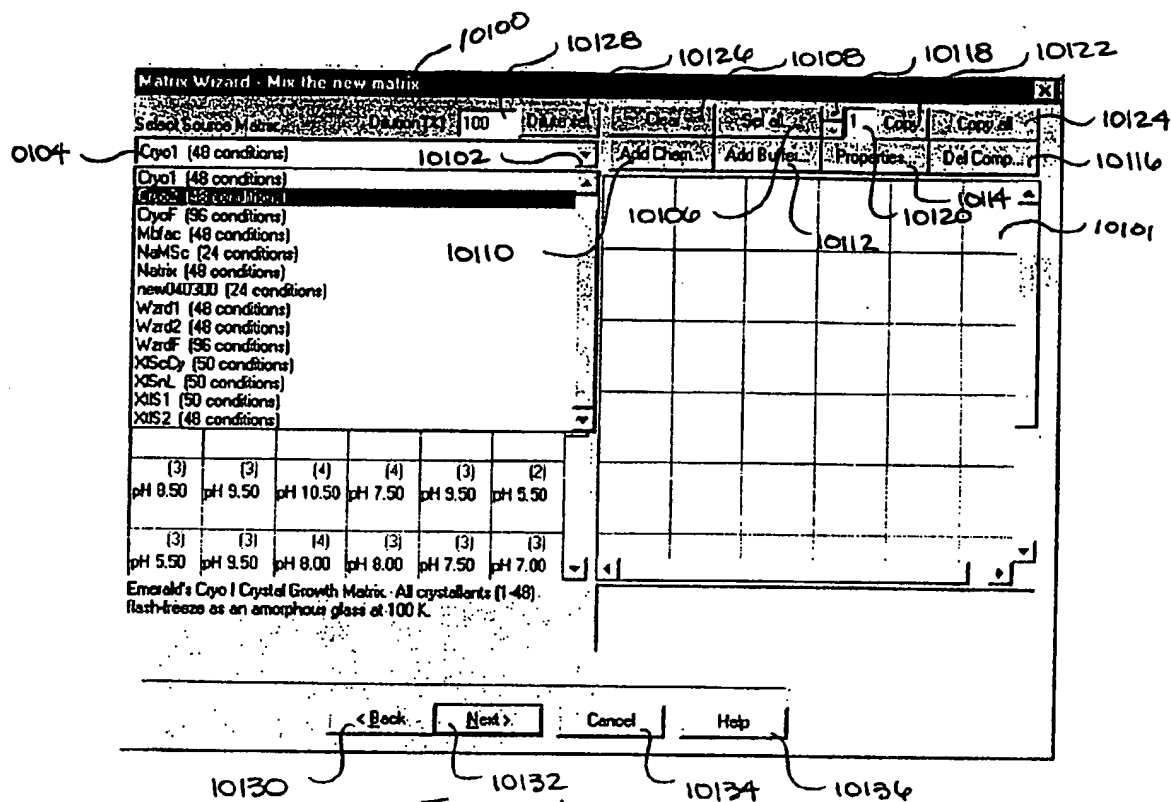 10100
10128
10126
10108
10118
10122
Matrix Wizard - Mix the new matrix
Select Source Matrix
Dilution(%)
100
Dilute
Clear
Set all
1
Copy
Copy all
10124
0104
Cryo1 (48 conditions)
10102
Add Chem...
Add Buffer...
Properties...
Del Comp...
10116
Cryo1 (48 conditions)
Cryo2 (48 conditions)
CryoF (96 conditions)
Mbfac (48 conditions)
NaMSc (24 conditions)
Natrix (48 conditions)
new040300 (24 conditions)
Wzrd1 (48 conditions)
Wzrd2 (48 conditions)
WzrdF (96 conditions)
XlScCy (50 conditions)
XlSnL (50 conditions)
XtlS1 (50 conditions)
XtlS2 (48 conditions)
10110
10106
10112
10120
10114
10101
(3) (3) (4) (4) (3) (2)
pH 8.50 pH 9.50 pH 10.50 pH 7.50 pH 9.50 pH 5.50
(3) (3) (4) (3) (3) (3)
pH 5.50 pH 9.50 pH 8.00 pH 8.00 pH 7.50 pH 7.00
Emerald's Cryo I Crystal Growth Matrix - All crystallants (1-48)
flash-freeze as an amorphous glass at 100 K.
< Back
Next >
Cancel
Help
10130
10132
10134
10136